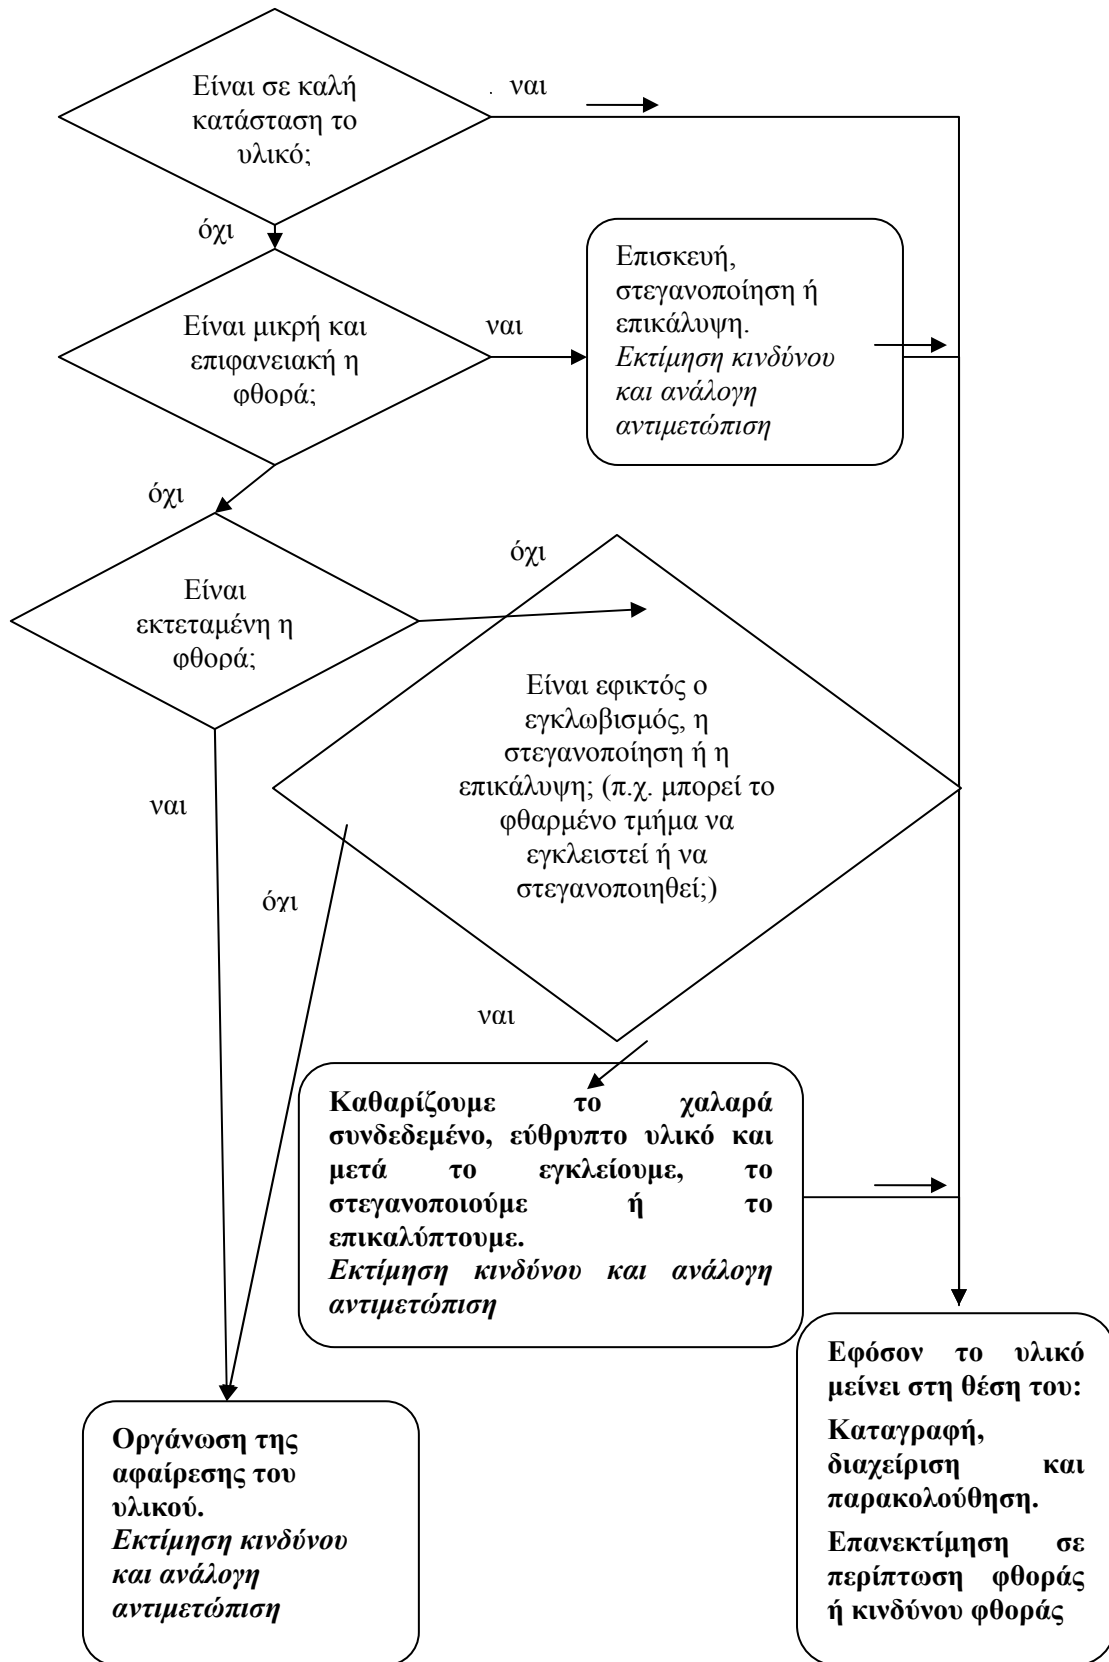 Είναι σε καλή
κατάσταση το
υλικό;
. ναι
όχι
Είναι μικρή και
επιφανειακή η
φθορά;
ναι
Επισκευή,
στεγανοποίηση ή
επικάλυψη.
Εκτίμηση κινδύνου
και ανάλογη
αντιμετώπιση
όχι
Είναι
εκτεταμένη η
φθορά;
όχι
Είναι εφικτός ο
εγκλωβισμός, η
στεγανοποίηση ή η
επικάλυψη; (π.χ. μπορεί το
φθαρμένο τμήμα να
εγκλειστεί ή να
στεγανοποιηθεί;)
ναι
όχι
ναι
Καθαρίζουμε το χαλαρά
συνδεδεμένο, εύθρυπτο υλικό και
μετά το εγκλείουμε, το
στεγανοποιούμε ή το
επικαλύπτουμε.
Εκτίμηση κινδύνου και ανάλογη
αντιμετώπιση
Οργάνωση της
αφαίρεσης του
υλικού.
Εκτίμηση κινδύνου
και ανάλογη
αντιμετώπιση
Εφόσον το υλικό
μείνει στη θέση του:
Καταγραφή,
διαχείριση και
παρακολούθηση.
Επανεκτίμηση σε
περίπτωση φθοράς
ή κινδύνου φθοράς